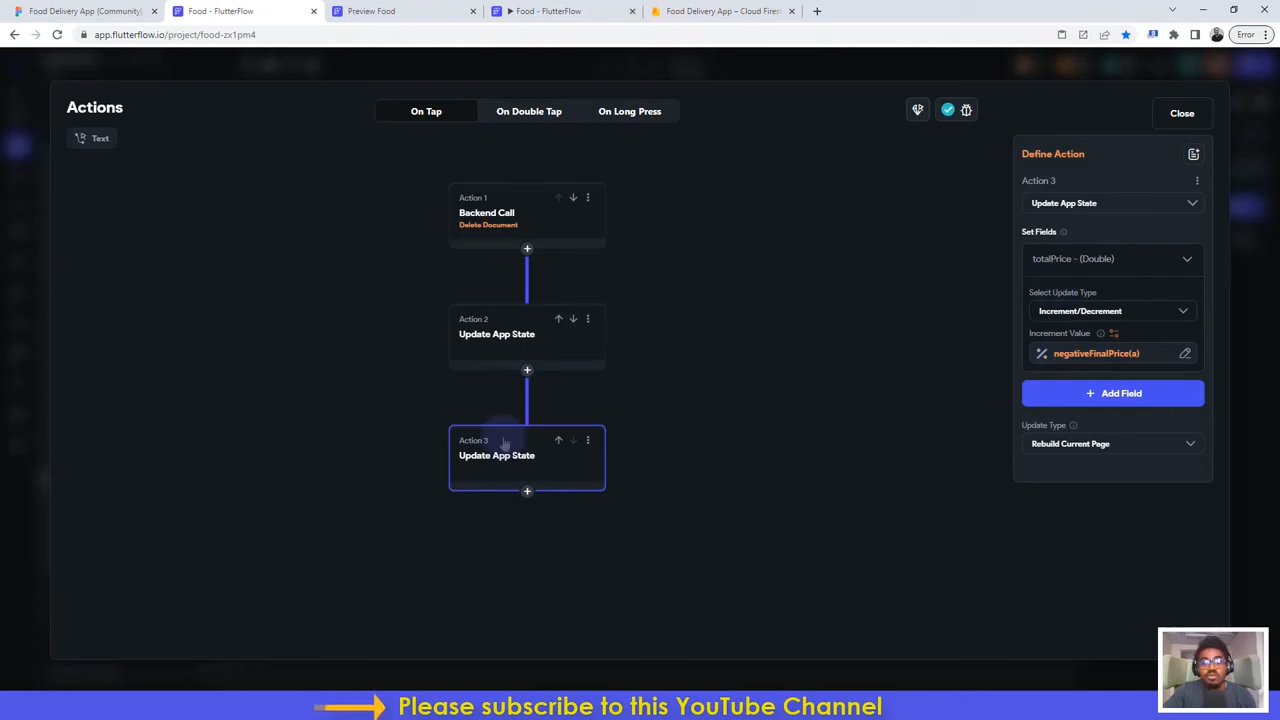 Food Delivery App (Community)
Food - FlutterFlow
Preview Food
Food - FlutterFlow
Food Delivery App – Cloud Fires
app.flutterflow.io/project/food-zx1pm4
Error
Actions
On Tap
On Double Tap
On Long Press
Close
Text
Define Action
Action 1
Backend Call
Delete Document
Action 3
Update App State
Set Fields
totalPrice - (Double)
Select Update Type
Increment/Decrement
Action 2
Update App State
Increment Value
negativeFinalPrice(a)
+ Add Field
Update Type
Rebuild Current Page
Action 3
Update App State
Please subscribe to this YouTube Channel